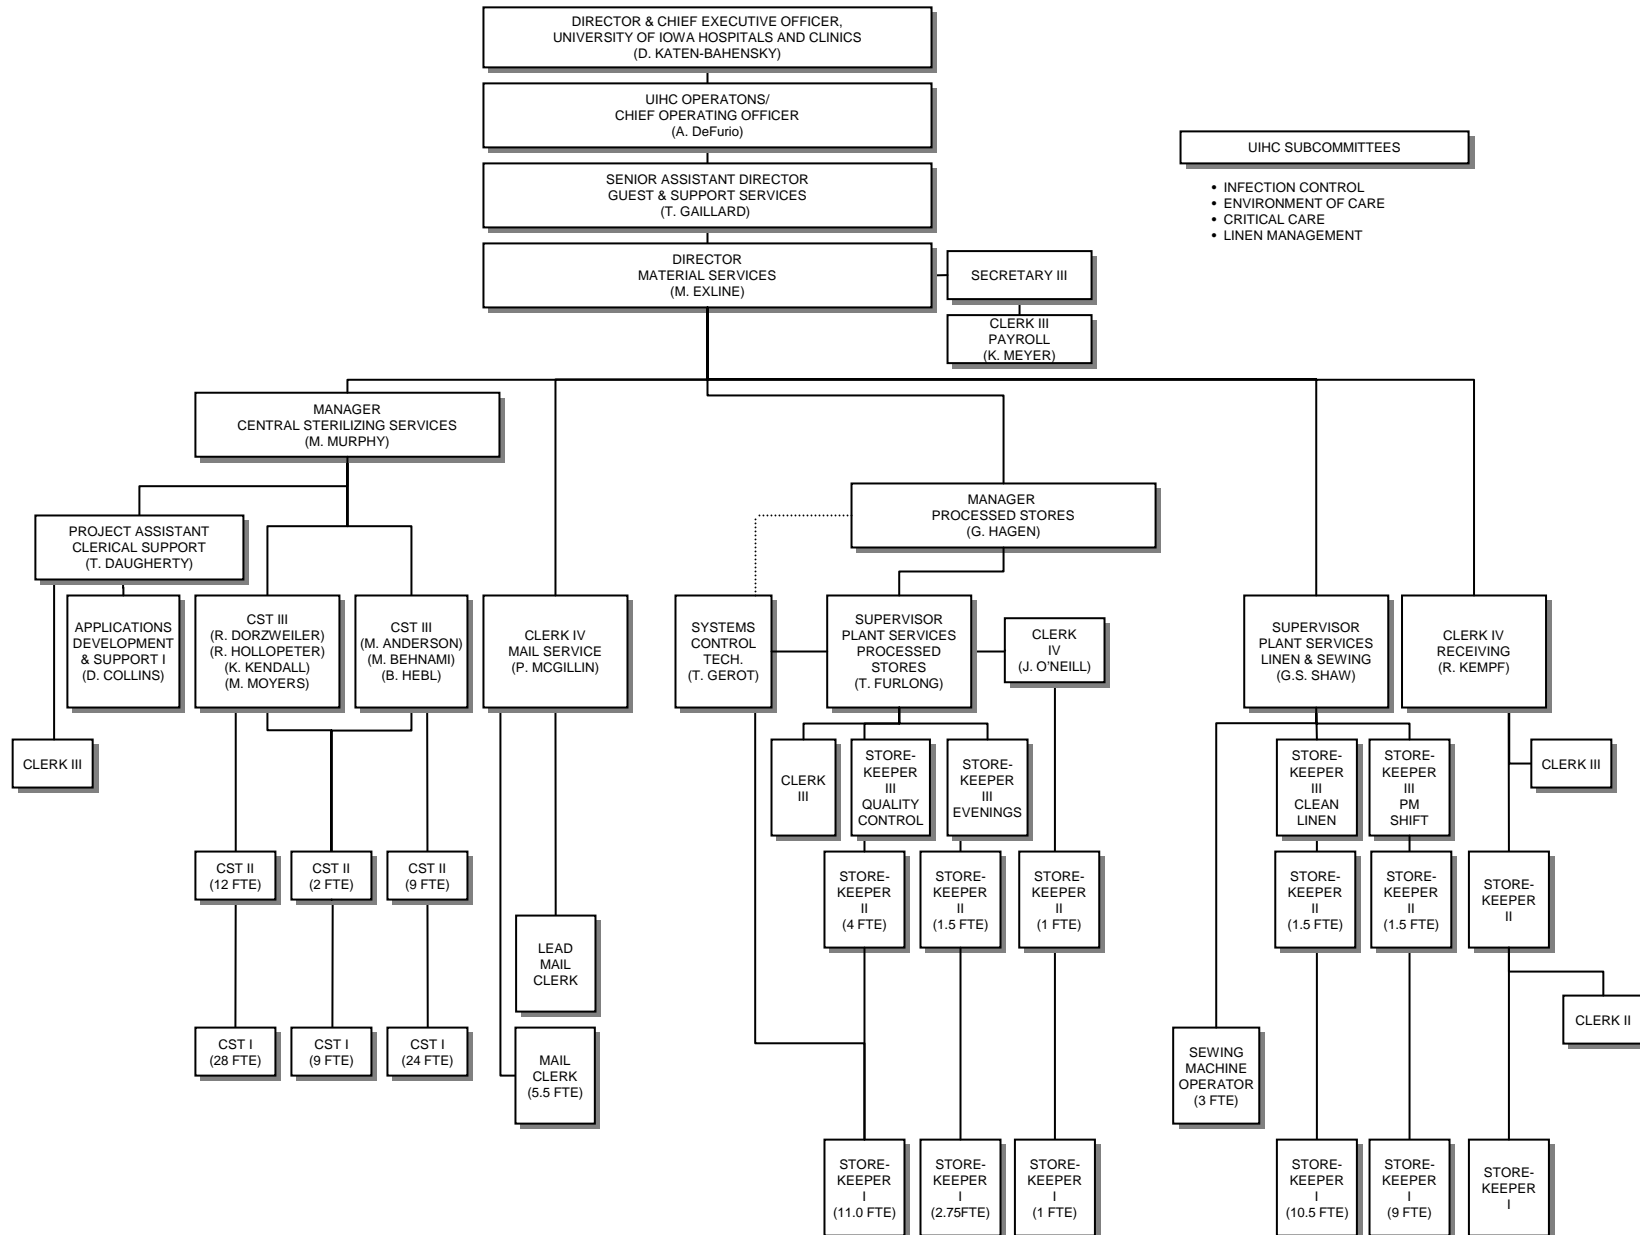 DIRECTOR & CHIEF EXECUTIVE OFFICER,
UNIVERSITY OF IOWA HOSPITALS AND CLINICS
(D. KATEN-BAHENSKY)
UIHC OPERATONS/
CHIEF OPERATING OFFICER
(A. DeFurio)
UIHC SUBCOMMITTEES
• INFECTION CONTROL
• ENVIRONMENT OF CARE
• CRITICAL CARE
• LINEN MANAGEMENT
SENIOR ASSISTANT DIRECTOR
GUEST & SUPPORT SERVICES
(T. GAILLARD)
DIRECTOR
MATERIAL SERVICES
(M. EXLINE)
SECRETARY III
CLERK III
PAYROLL
(K. MEYER)
MANAGER
CENTRAL STERILIZING SERVICES
(M. MURPHY)
MANAGER
PROCESSED STORES
(G. HAGEN)
PROJECT ASSISTANT
CLERICAL SUPPORT
(T. DAUGHERTY)
APPLICATIONS
DEVELOPMENT
& SUPPORT I
(D. COLLINS)
CST III
(R. DORZWEILER)
(R. HOLLOPETER)
(K. KENDALL)
(M. MOYERS)
CST III
(M. ANDERSON)
(M. BEHNAMI)
(B. HEBL)
CLERK IV
MAIL SERVICE
(P. MCGILLIN)
SYSTEMS
CONTROL
TECH.
(T. GEROT)
SUPERVISOR
PLANT SERVICES
PROCESSED
STORES
(T. FURLONG)
CLERK
IV
(J. O'NEILL)
SUPERVISOR
PLANT SERVICES
LINEN & SEWING
(G.S. SHAW)
CLERK IV
RECEIVING
(R. KEMPF)
CLERK III
CLERK
III
STORE-
KEEPER
III
QUALITY
CONTROL
STORE-
KEEPER
III
EVENINGS
STORE-
KEEPER
III
CLEAN
LINEN
STORE-
KEEPER
III
PM
SHIFT
CLERK III
CST II
(12 FTE)
CST II
(2 FTE)
CST II
(9 FTE)
STORE-
KEEPER
II
(4 FTE)
STORE-
KEEPER
II
(1.5 FTE)
STORE-
KEEPER
II
(1 FTE)
STORE-
KEEPER
II
(1.5 FTE)
STORE-
KEEPER
II
(1.5 FTE)
STORE-
KEEPER
II
LEAD
MAIL
CLERK
CLERK II
CST I
(28 FTE)
CST I
(9 FTE)
CST I
(24 FTE)
MAIL
CLERK
(5.5 FTE)
SEWING
MACHINE
OPERATOR
(3 FTE)
STORE-
KEEPER
I
(11.0 FTE)
STORE-
KEEPER
I
(2.75FTE)
STORE-
KEEPER
I
(1 FTE)
STORE-
KEEPER
I
(10.5 FTE)
STORE-
KEEPER
I
(9 FTE)
STORE-
KEEPER
I